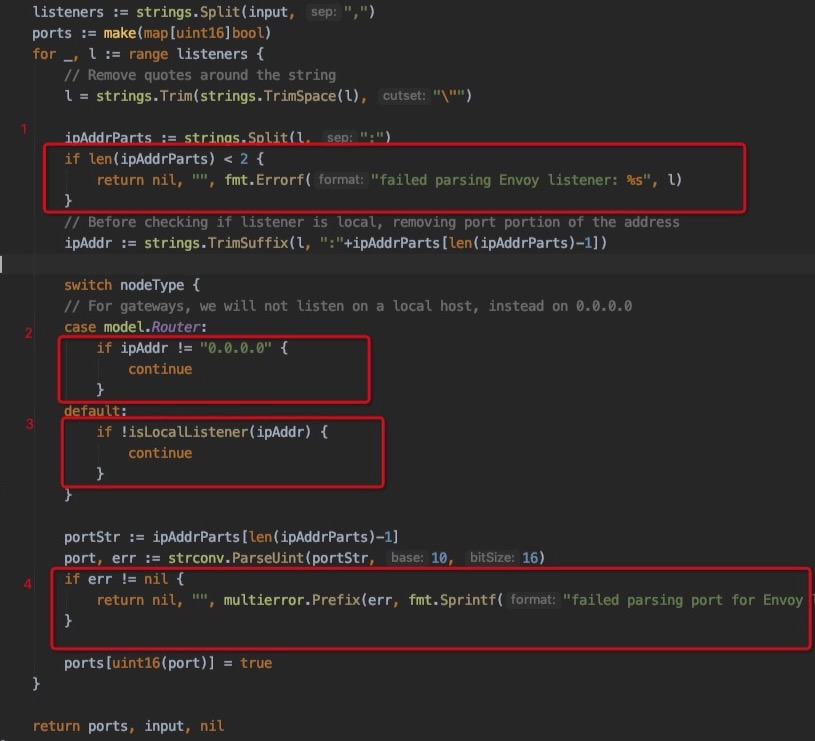 listeners := strings.Split(input, sep: ",")
ports := make(map[uint16]bool)
for _, l := range listeners {
// Remove quotes around the string
l = strings.Trim(strings.TrimSpace(l), cutset: "\"")
1
ipAddrParts := strings.Split(l, sep: ":")
if len(ipAddrParts) < 2 {
return nil, "", fmt.Errorf( format: "failed parsing Envoy listener: %s", l)
}
// Before checking if listener is local, removing port portion of the address
ipAddr := strings.TrimSuffix(l, ":"+ipAddrParts[len(ipAddrParts)-1])
switch nodeType {
// For gateways, we will not listen on a local host, instead on 0.0.0.0
case model.Router:
2
if ipAddr != "0.0.0.0" {
continue
}
default:
3
if !isLocalListener(ipAddr) {
continue
}
}
portStr := ipAddrParts[len(ipAddrParts)-1]
port, err := strconv.ParseUint(portStr, base: 10, bitSize: 16)
4
if err != nil {
return nil, "", multierror.Prefix(err, fmt.Sprintf( format: "failed parsing port for Envoy
}
ports[uint16(port)] = true
}
return ports, input, nil